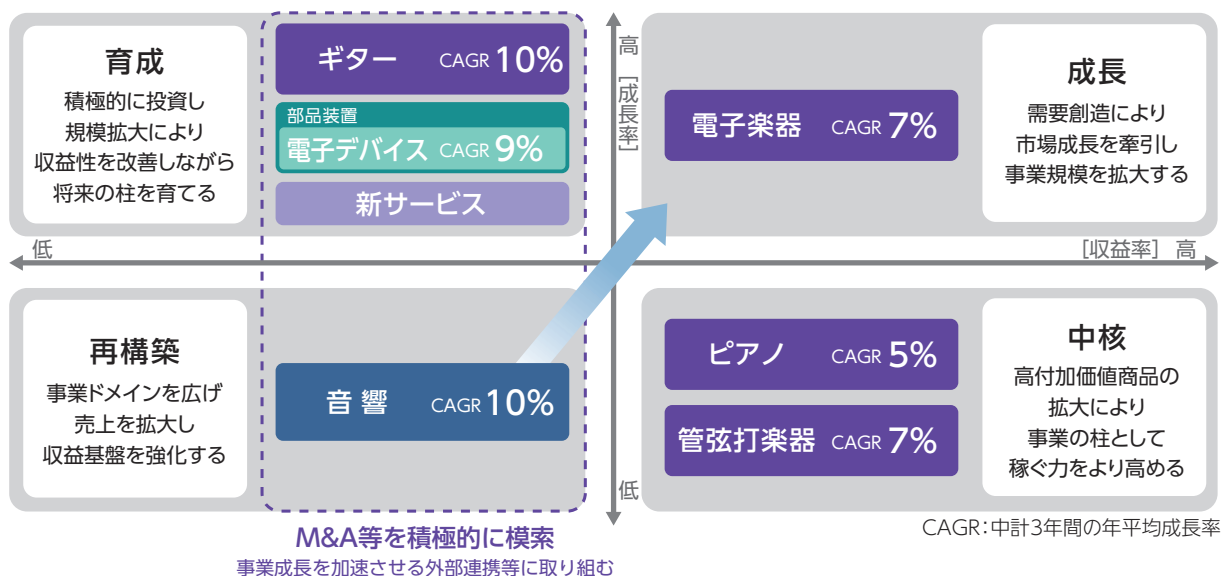 育成
積極的に投資し
規模拡大により
収益性を改善しながら
将来の柱を育てる
ギター CAGR 10%
部品装置
電子デバイス CAGR 9%
新サービス
高
[成長率]
電子楽器 CAGR 7%
成長
需要創造により
市場成長を牽引し
事業規模を拡大する
低
[収益率] 高
再構築
事業ドメインを広げ
売上を拡大し
収益基盤を強化する
音響 CAGR 10%
ピアノ CAGR 5%
管弦打楽器 CAGR 7%
中核
高付加価値商品の
拡大により
事業の柱として
稼ぐ力をより高める
低
M&A等を積極的に模索
事業成長を加速させる外部連携等に取り組む
CAGR：中計3年間の年平均成長率